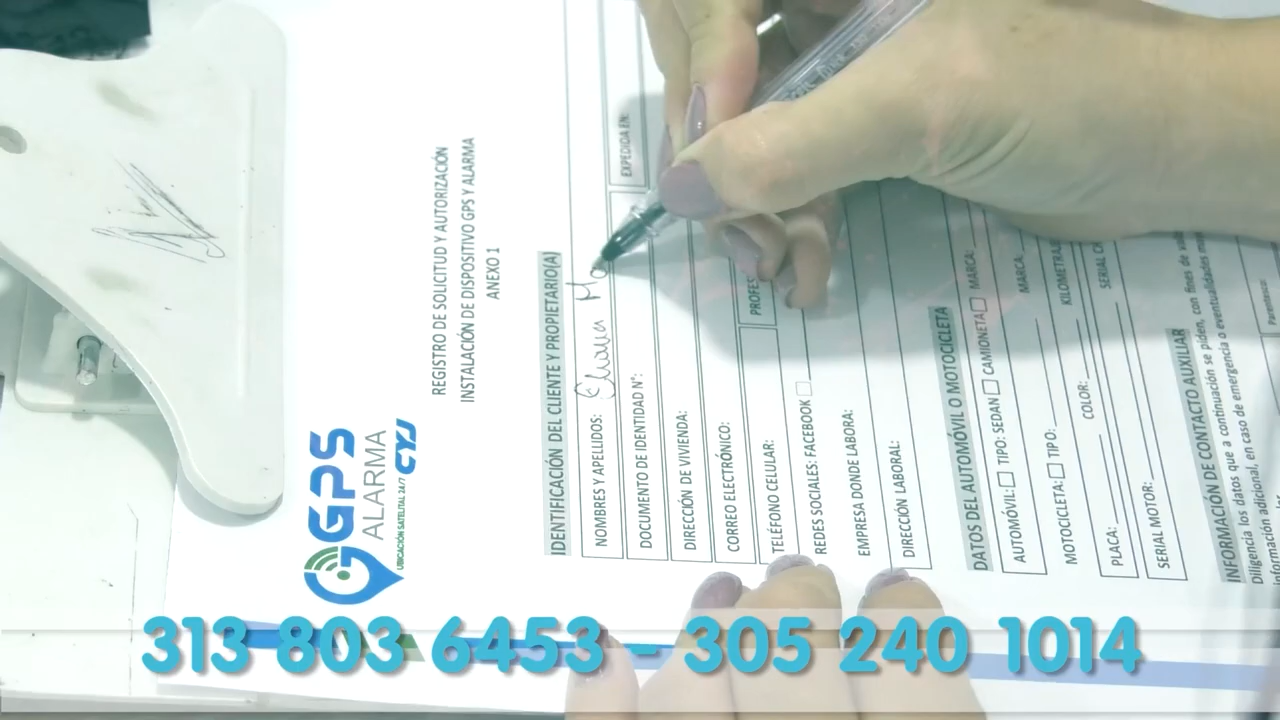 GPS
ALARMA
CYJ
UBICACIÓN SATELITAL 24/7
REGISTRO DE SOLICITUD Y AUTORIZACIÓN
INSTALACIÓN DE DISPOSITIVO GPS Y ALARMA
ANEXO 1
IDENTIFICACIÓN DEL CLIENTE Y PROPIETARIO(A)
NOMBRES Y APELLIDOS:
DOCUMENTO DE IDENTIDAD N°: EXPEDIDA EN:
DIRECCIÓN DE VIVIENDA:
CORREO ELECTRÓNICO:
TELÉFONO CELULAR: PROFES
REDES SOCIALES: FACEBOOK
EMPRESA DONDE LABORA:
DIRECCIÓN LABORAL:
DATOS DEL AUTOMÓVIL O MOTOCICLETA
AUTOMÓVIL: TIPO: SEDAN CAMIONETA MARCA:
MOTOCICLETA: TIPO: MARCA:
PLACA: COLOR: KILOMETRAJ
SERIAL MOTOR: SERIAL CH
INFORMACIÓN DE CONTACTO AUXILIAR
Diligencia los datos que a continuación se piden, con fines de
información adicional, en caso de emergencia o eventualidades
Parentesco:
313 803 6453 - 305 240 1014